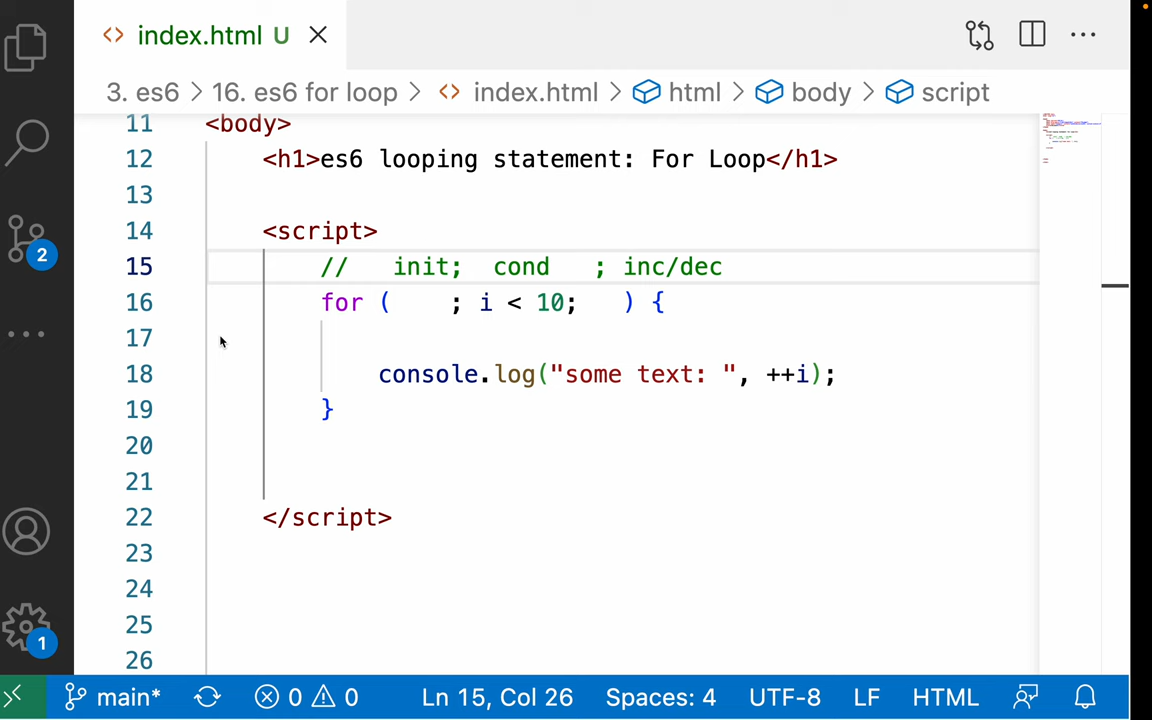 index.html U
3. es6 > 16. es6 for loop > index.html > html > body > script
11 <body>
12 <h1>es6 looping statement: For Loop</h1>
13
14 <script>
15 // init; cond ; inc/dec
16 for ( ; i < 10; ) {
17
18 console.log("some text: ", ++i);
19 }
20
21
22 </script>
23
24
25
26
2
1
main* 0 0 Ln 15, Col 26 Spaces: 4 UTF-8 LF HTML